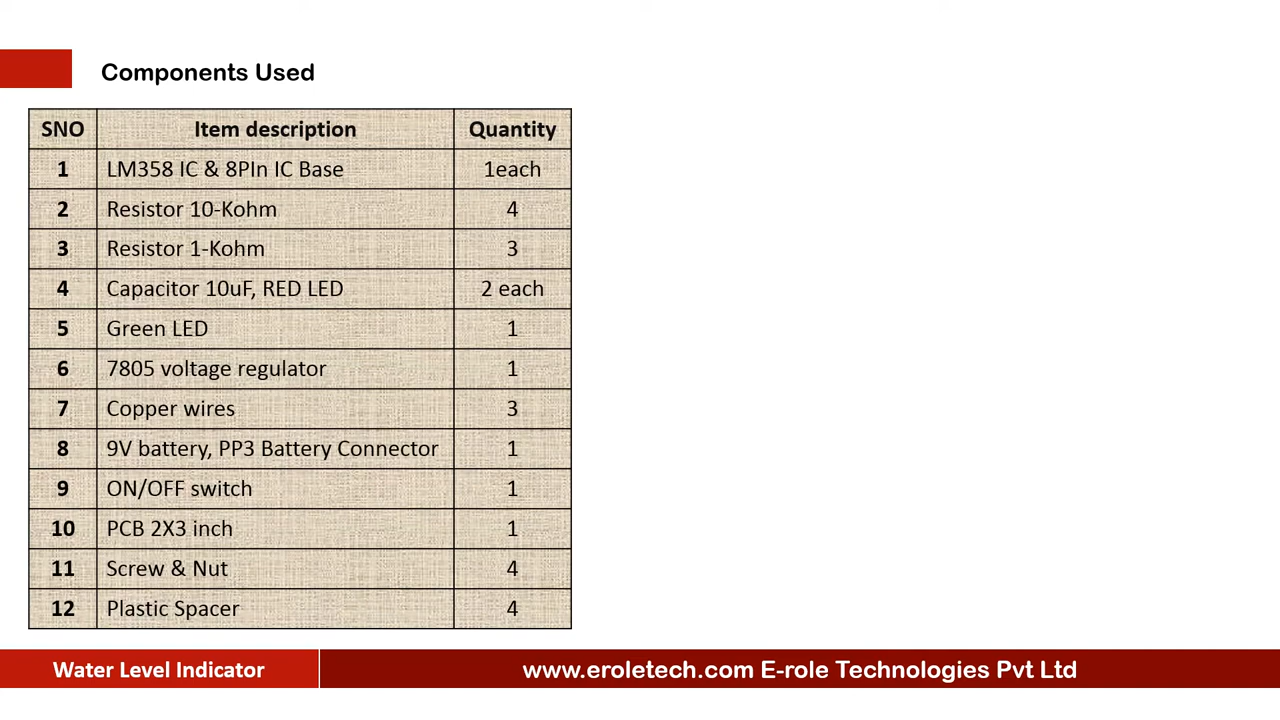 Components Used
SNO Item description Quantity
1 LM358 IC & 8PIn IC Base 1each
2 Resistor 10-Kohm 4
3 Resistor 1-Kohm 3
4 Capacitor 10uF, RED LED 2 each
5 Green LED 1
6 7805 voltage regulator 1
7 Copper wires 3
8 9V battery, PP3 Battery Connector 1
9 ON/OFF switch 1
10 PCB 2X3 inch 1
11 Screw & Nut 4
12 Plastic Spacer 4
Water Level Indicator www.eroletech.com E-role Technologies Pvt Ltd